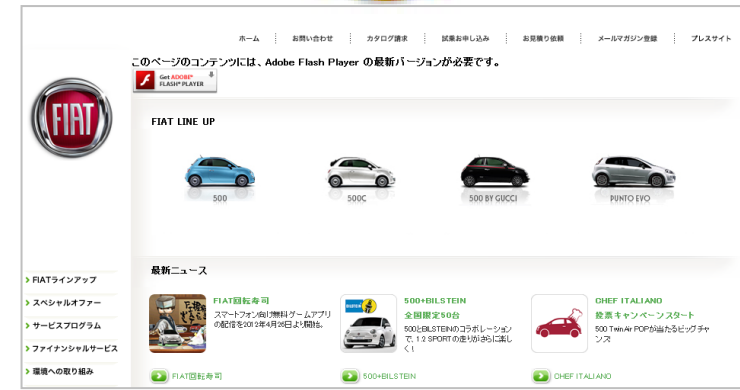 ホーム
お問い合わせ
カタログ請求
試乗お申し込み
お見積り依頼
メールマガジン登録
プレスサイト
このページのコンテンツには、Adobe Flash Player の最新バージョンが必要です。
Get ADOBE®
FLASH® PLAYER
FIAT
FIAT LINE UP
500
500C
500 BY GUCCI
PUNTO EVO
最新ニュース
FIATラインアップ
スペシャルオファー
サービスプログラム
ファイナンシャルサービス
環境への取り組み
FIAT回転寿司
スマートフォン向け無料ゲームアプリ
の配信を2012年4月26日より開始。
FIAT回転寿司
500+BILSTEIN
全国限定50台
500とBILSTEINのコラボレーション
で、1.2 SPORTの走りがさらに楽し
く!
500+BILSTEIN
CHEF ITALIANO
投票キャンペーンスタート
500 TwinAir POPが当たるビッグチャ
ンス!
CHEF ITALIANO